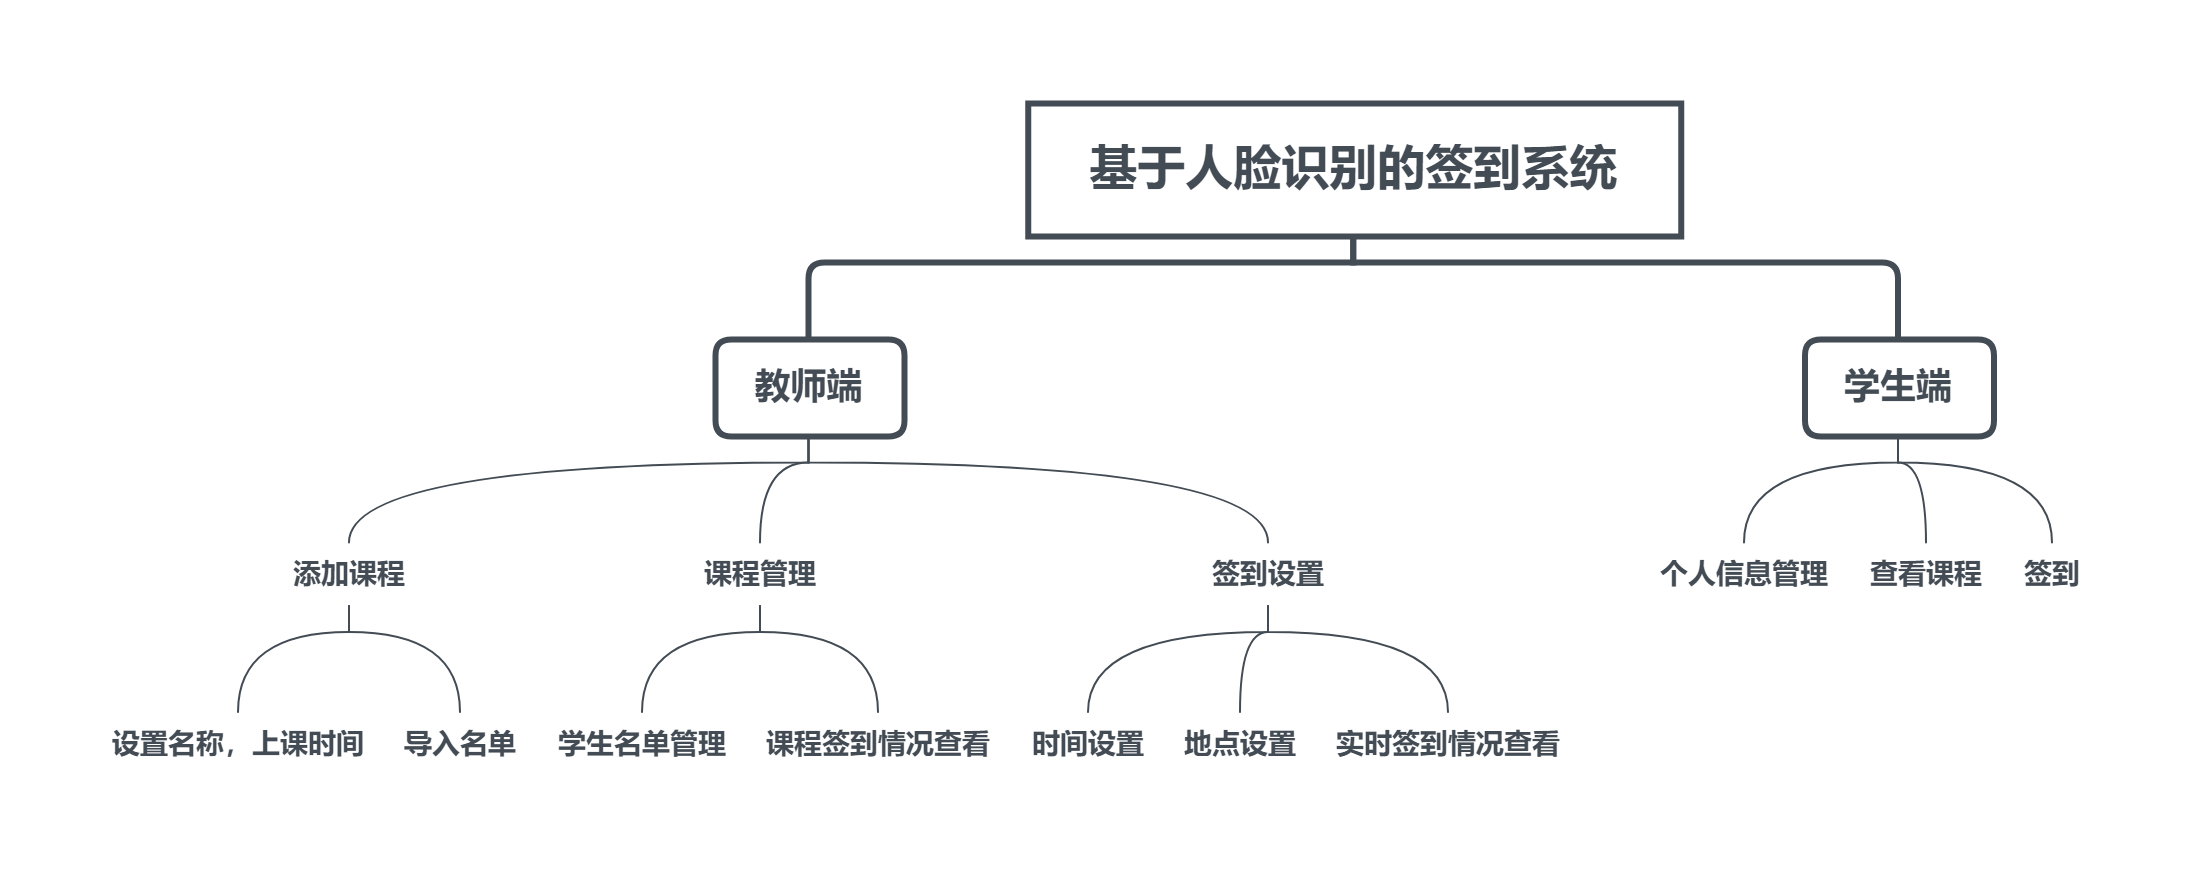 基于人脸识别的签到系统
教师端
学生端
添加课程
课程管理
签到设置
个人信息管理
查看课程
签到
设置名称，上课时间
导入名单
学生名单管理
课程签到情况查看
时间设置
地点设置
实时签到情况查看